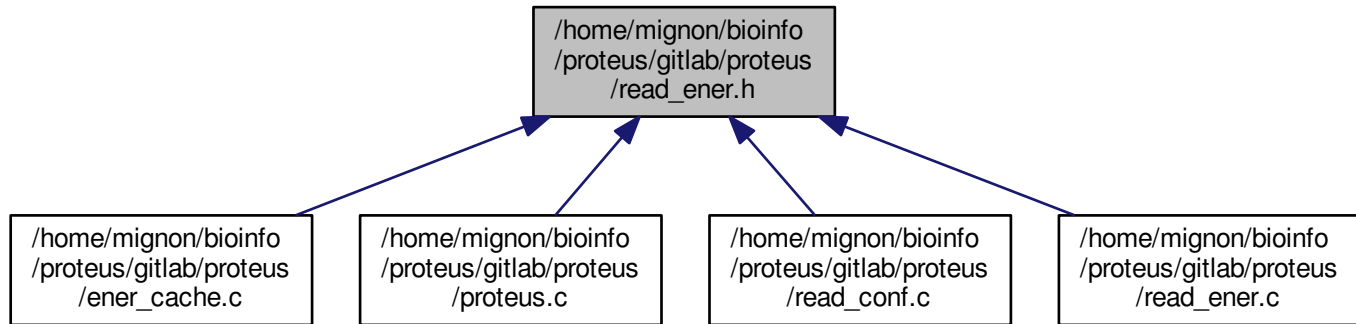 /home/mignon/bioinfo
/proteus/gitlab/proteus
/read_ener.h
/home/mignon/bioinfo
/proteus/gitlab/proteus
/ener_cache.c
/home/mignon/bioinfo
/proteus/gitlab/proteus
/proteus.c
/home/mignon/bioinfo
/proteus/gitlab/proteus
/read_conf.c
/home/mignon/bioinfo
/proteus/gitlab/proteus
/read_ener.c